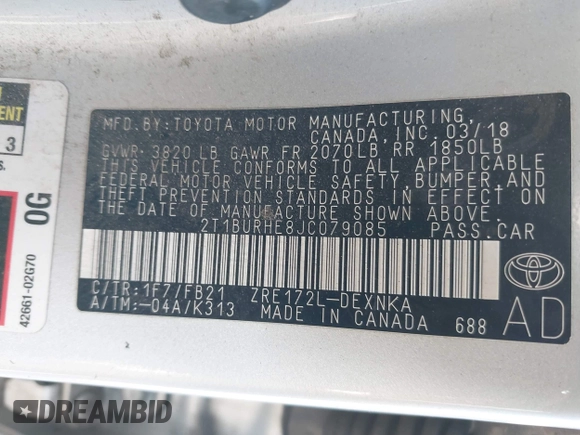 MFD.BY:TOYOTA MOTOR MANUFACTURING,
CANADA, INC. 03/18
GVWR 3820 LB GAWR FR 2070LB, RR 1850LB
THIS VEHICLE CONFORMS TO ALL APPLICABLE
FEDERAL MOTOR VEHICLE SAFETY, BUMPER, AND
THEFT PREVENTION STANDARDS IN EFFECT ON
THE DATE OF MANUFACTURE SHOWN ABOVE.
2T1BURHE8JC079085 PASS.CAR
C/TR:1F7/FB21 ZRE172L-DEXNKA
A/TM:-04A/K313 MADE IN CANADA 688
AD
3
0G
42661-02G70
DREAMBID